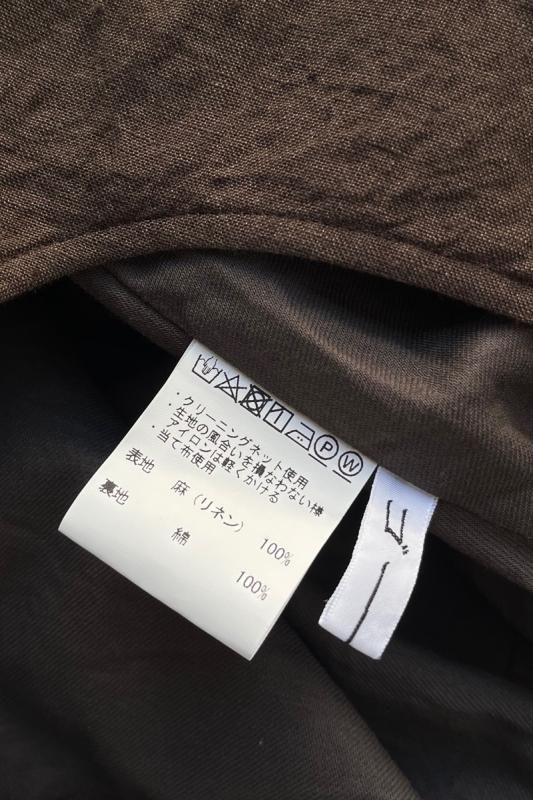 P W
・クリーニングネット使用
・生地の風合いを損なわない様
アイロンは軽くかける
・当て布使用
表地 麻（リネン） 100%
裏地 綿 100%